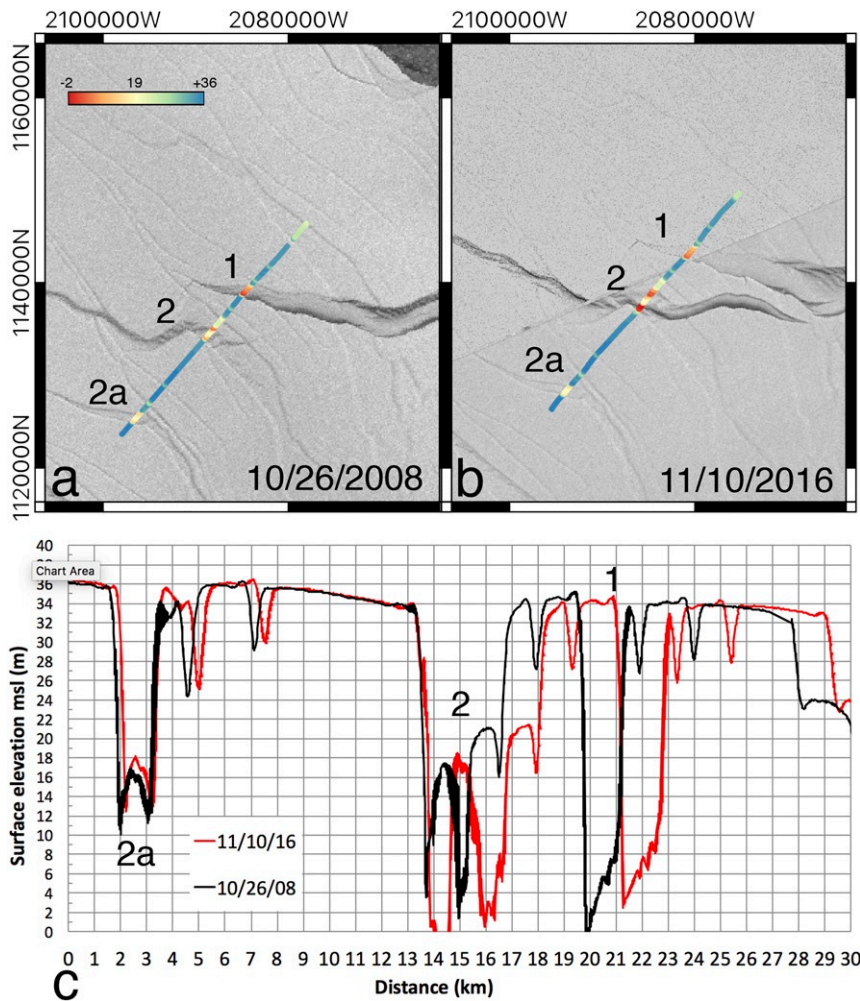 2100000W 2080000W 2100000W 2080000W
1160000N
1140000N
1120000N
-2 19 +36
1
2
2a
a 10/26/2008
1
2
2a
b 11/10/2016
40
38
36
34
32
30
28
26
24
22
20
18
16
14
12
10
8
6
4
2
0
Surface elevation msl (m)
Chart Area
1
2
2a
11/10/16
10/26/08
0 1 2 3 4 5 6 7 8 9 10 11 12 13 14 15 16 17 18 19 20 21 22 23 24 25 26 27 28 29 30
c Distance (km)